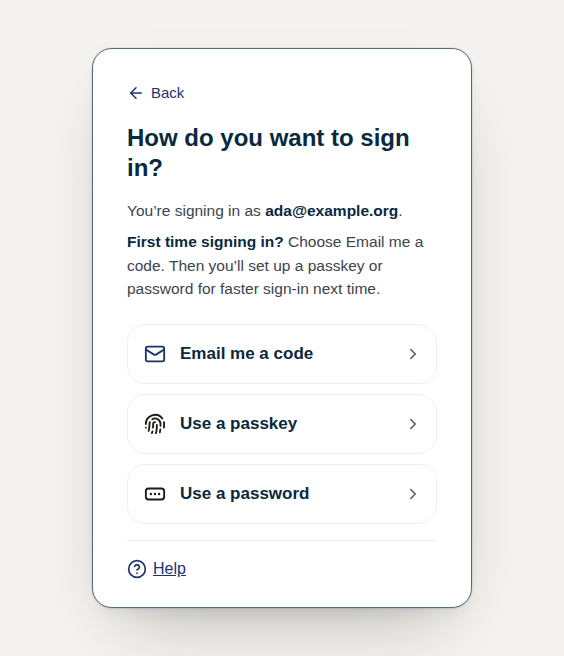 Back
How do you want to sign
in?
You’re signing in as ada@example.org.
First time signing in? Choose Email me a
code. Then you’ll set up a passkey or
password for faster sign-in next time.
Email me a code
Use a passkey
Use a password
Help